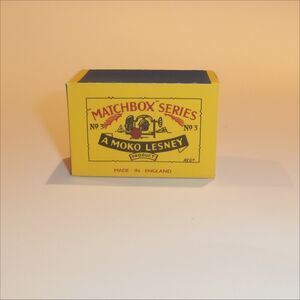 "MATCHBOX" SERIES
Nº 3 Nº 3
A MOKO LESNEY
PRODUCT
MADE IN ENGLAND